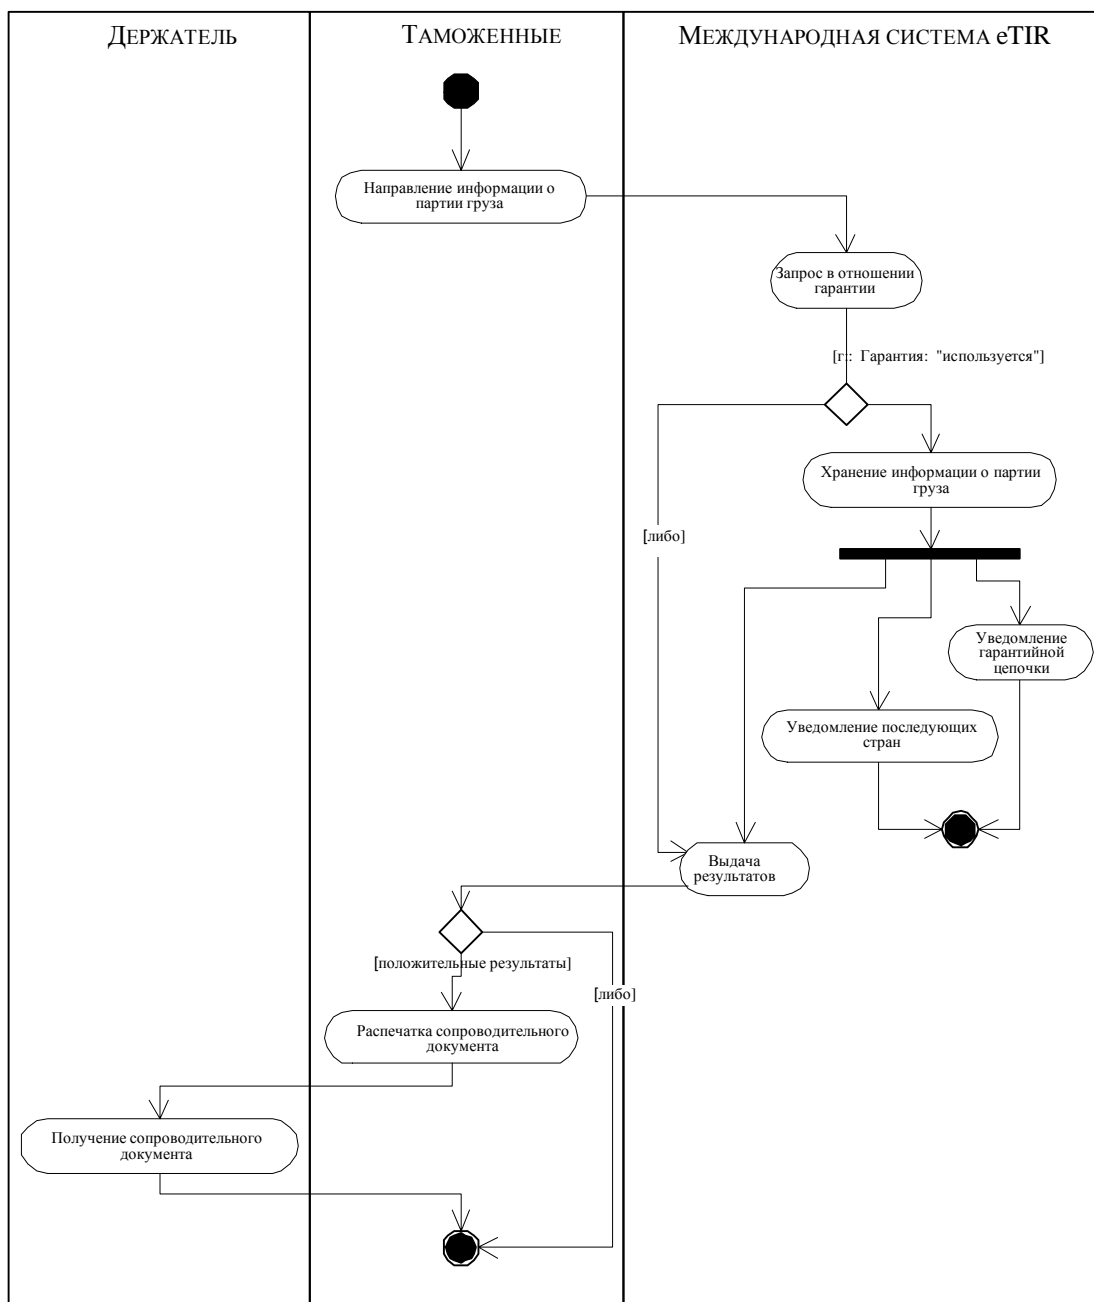 ДЕРЖАТЕЛЬ
ТАМОЖЕННЫЕ
МЕЖДУНАРОДНАЯ СИСТЕМА eTIR
Направление информации о
партии груза
Запрос в отношении
гарантии
[г:: Гарантия: "используется"]
Хранение информации о партии
груза
[либо]
Уведомление
гарантийной
цепочки
Уведомление последующих
стран
Выдача
результатов
[положительные результаты]
[либо]
Распечатка сопроводительного
документа
Получение сопроводительного
документа